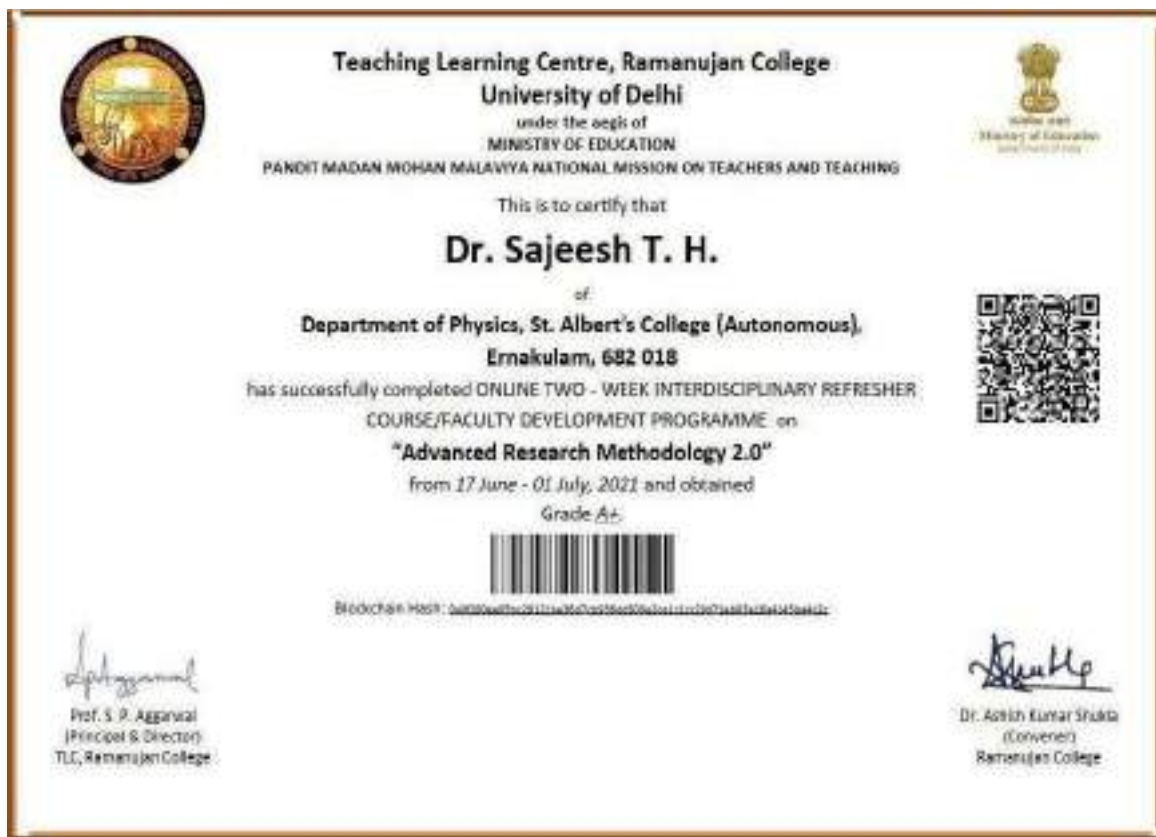 Teaching Learning Centre, Ramanujan College
University of Delhi
under the aegis of
MINISTRY OF EDUCATION
PANDIT MADAN MOHAN MALAVIYA NATIONAL MISSION ON TEACHERS AND TEACHING
Ministry of Education
This is to certify that
Dr. Sajeesh T. H.
of
Department of Physics, St. Albert's College (Autonomous),
Ernakulam, 682 018
has successfully completed ONLINE TWO - WEEK INTERDISCIPLINARY REFRESHER
COURSE/FACULTY DEVELOPMENT PROGRAMME on
"Advanced Research Methodology 2.0"
from 17 June - 01 July, 2021 and obtained
Grade A+.
Blockchain Hash:
Prof. S. P. Aggarwal
(Principal & Director)
TLC, Ramanujan College
Dr. Ashish Kumar Shukla
(Convener)
Ramanujan College